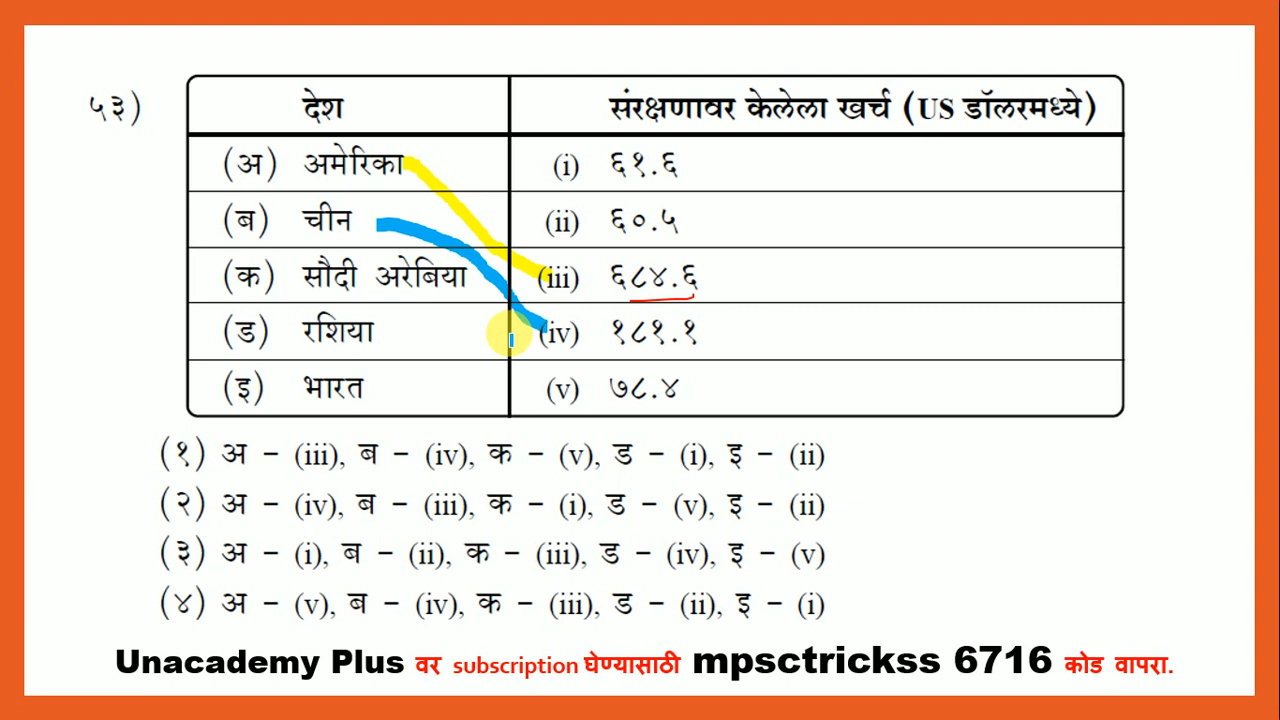 ५३)
देश संरक्षणावर केलेला खर्च (US डॉलरमध्ये)
(अ) अमेरिका (i) ६१.६
(ब) चीन (ii) ६०.५
(क) सौदी अरेबिया (iii) ६८४.६
(ड) रशिया (iv) १८१.१
(इ) भारत (v) ७८.४
(१) अ - (iii), ब - (iv), क - (v), ड - (i), इ - (ii)
(२) अ - (iv), ब - (iii), क - (i), ड - (v), इ - (ii)
(३) अ - (i), ब - (ii), क - (iii), ड - (iv), इ - (v)
(४) अ - (v), ब - (iv), क - (iii), ड - (ii), इ - (i)
Unacademy Plus वर subscription घेण्यासाठी mpsctrickss 6716 कोड वापरा.